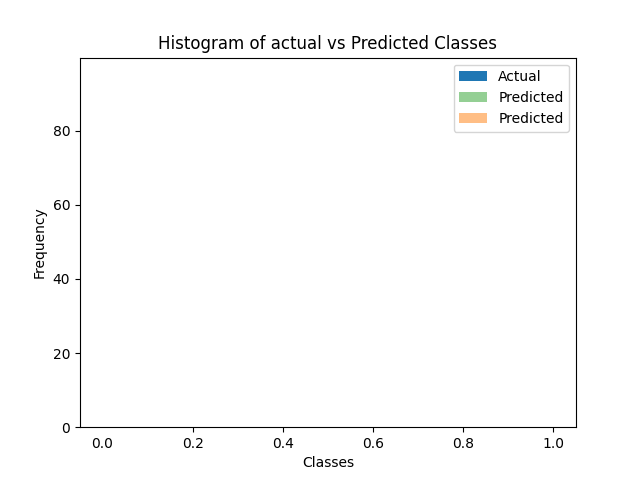 Histogram of actual vs Predicted Classes
Actual
Predicted
Predicted
80
60
40
20
0
Frequency
0.0 0.2 0.4 0.6 0.8 1.0
Classes